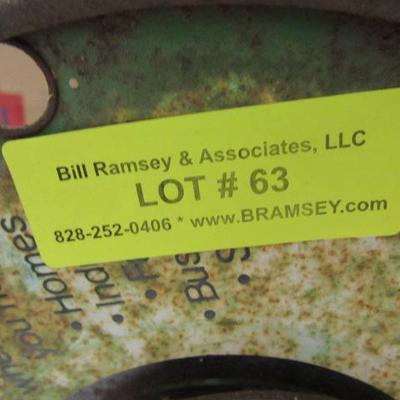 Bill Ramsey & Associates, LLC
LOT # 63
828-252-0406 * www.BRAMSEY.com
• Homes
• Ind
• Bus